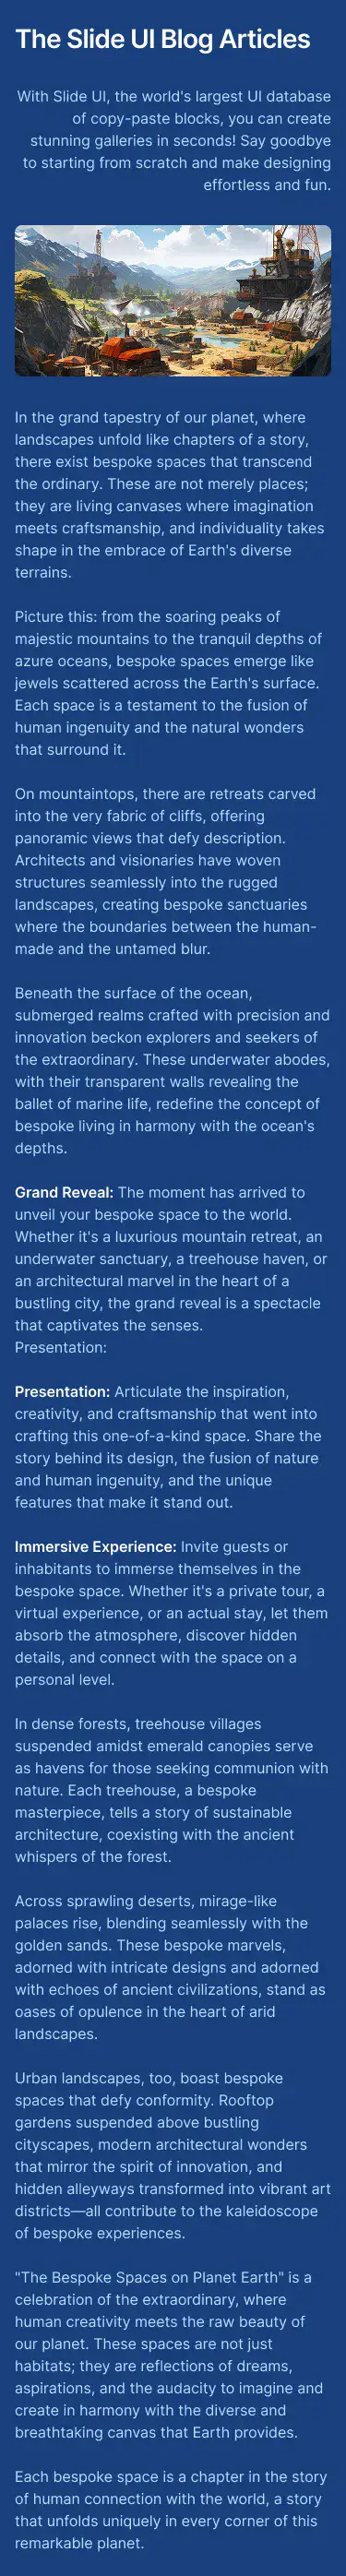 The Slide UI Blog Articles
With Slide UI, the world's largest UI database
of copy-paste blocks, you can create
stunning galleries in seconds! Say goodbye
to starting from scratch and make designing
effortless and fun.
In the grand tapestry of our planet, where
landscapes unfold like chapters of a story,
there exist bespoke spaces that transcend
the ordinary. These are not merely places;
they are living canvases where imagination
meets craftsmanship, and individuality takes
shape in the embrace of Earth's diverse
terrains.
Picture this: from the soaring peaks of
majestic mountains to the tranquil depths of
azure oceans, bespoke spaces emerge like
jewels scattered across the Earth's surface.
Each space is a testament to the fusion of
human ingenuity and the natural wonders
that surround it.
On mountaintops, there are retreats carved
into the very fabric of cliffs, offering
panoramic views that defy description.
Architects and visionaries have woven
structures seamlessly into the rugged
landscapes, creating bespoke sanctuaries
where the boundaries between the human-
made and the untamed blur.
Beneath the surface of the ocean,
submerged realms crafted with precision and
innovation beckon explorers and seekers of
the extraordinary. These underwater abodes,
with their transparent walls revealing the
ballet of marine life, redefine the concept of
bespoke living in harmony with the ocean's
depths.
Grand Reveal: The moment has arrived to
unveil your bespoke space to the world.
Whether it's a luxurious mountain retreat, an
underwater sanctuary, a treehouse haven, or
an architectural marvel in the heart of a
bustling city, the grand reveal is a spectacle
that captivates the senses.
Presentation:
Presentation: Articulate the inspiration,
creativity, and craftsmanship that went into
crafting this one-of-a-kind space. Share the
story behind its design, the fusion of nature
and human ingenuity, and the unique
features that make it stand out.
Immersive Experience: Invite guests or
inhabitants to immerse themselves in the
bespoke space. Whether it's a private tour, a
virtual experience, or an actual stay, let them
absorb the atmosphere, discover hidden
details, and connect with the space on a
personal level.
In dense forests, treehouse villages
suspended amidst emerald canopies serve
as havens for those seeking communion with
nature. Each treehouse, a bespoke
masterpiece, tells a story of sustainable
architecture, coexisting with the ancient
whispers of the forest.
Across sprawling deserts, mirage-like
palaces rise, blending seamlessly with the
golden sands. These bespoke marvels,
adorned with intricate designs and adorned
with echoes of ancient civilizations, stand as
oases of opulence in the heart of arid
landscapes.
Urban landscapes, too, boast bespoke
spaces that defy conformity. Rooftop
gardens suspended above bustling
cityscapes, modern architectural wonders
that mirror the spirit of innovation, and
hidden alleyways transformed into vibrant art
districts—all contribute to the kaleidoscope
of bespoke experiences.
"The Bespoke Spaces on Planet Earth" is a
celebration of the extraordinary, where
human creativity meets the raw beauty of
our planet. These spaces are not just
habitats; they are reflections of dreams,
aspirations, and the audacity to imagine and
create in harmony with the diverse and
breathtaking canvas that Earth provides.
Each bespoke space is a chapter in the story
of human connection with the world, a story
that unfolds uniquely in every corner of this
remarkable planet.